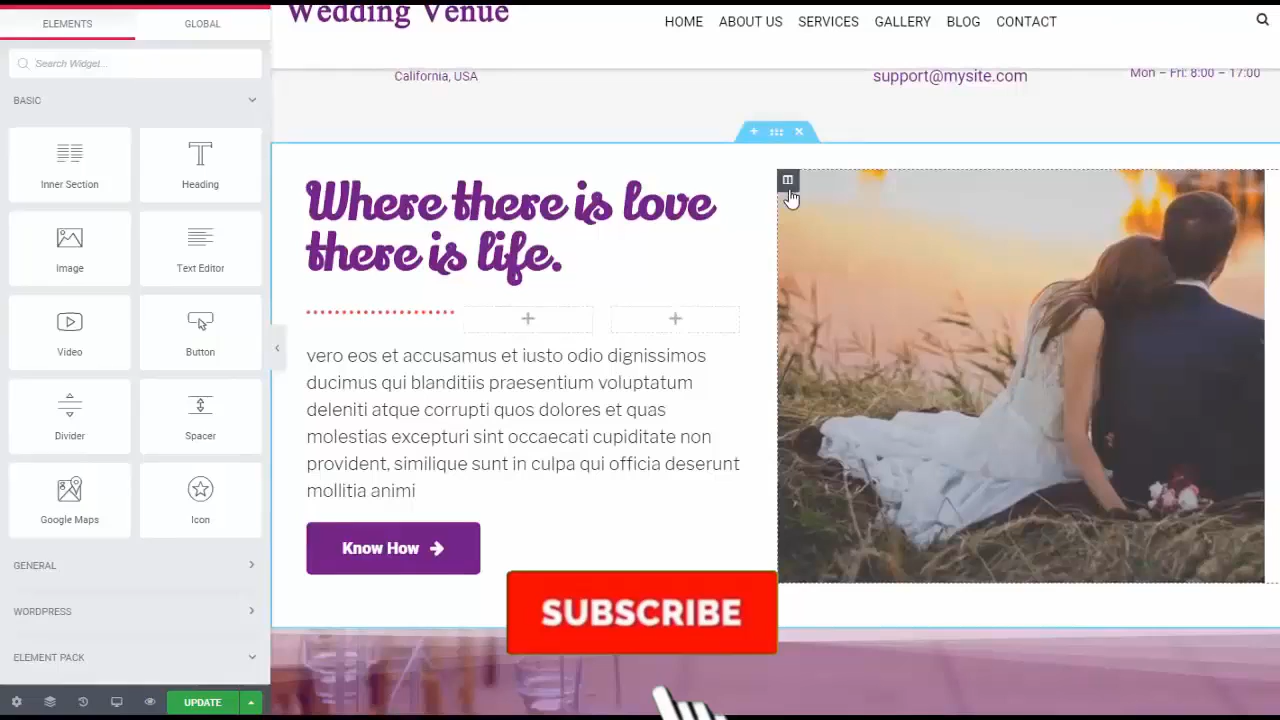 ELEMENTS
GLOBAL
Search Widget...
BASIC
Inner Section
Heading
Image
Text Editor
Video
Button
Divider
Spacer
Google Maps
Icon
GENERAL
WORDPRESS
ELEMENT PACK
UPDATE
Wedding Venue
HOME ABOUT US SERVICES GALLERY BLOG CONTACT
California, USA
support@mysite.com
Mon – Fri: 8:00 – 17:00
Where there is love
there is life.
vero eos et accusamus et iusto odio dignissimos
ducimus qui blanditiis praesentium voluptatum
deleniti atque corrupti quos dolores et quas
molestias excepturi sint occaecati cupiditate non
provident, similique sunt in culpa qui officia deserunt
mollitia animi
Know How
SUBSCRIBE